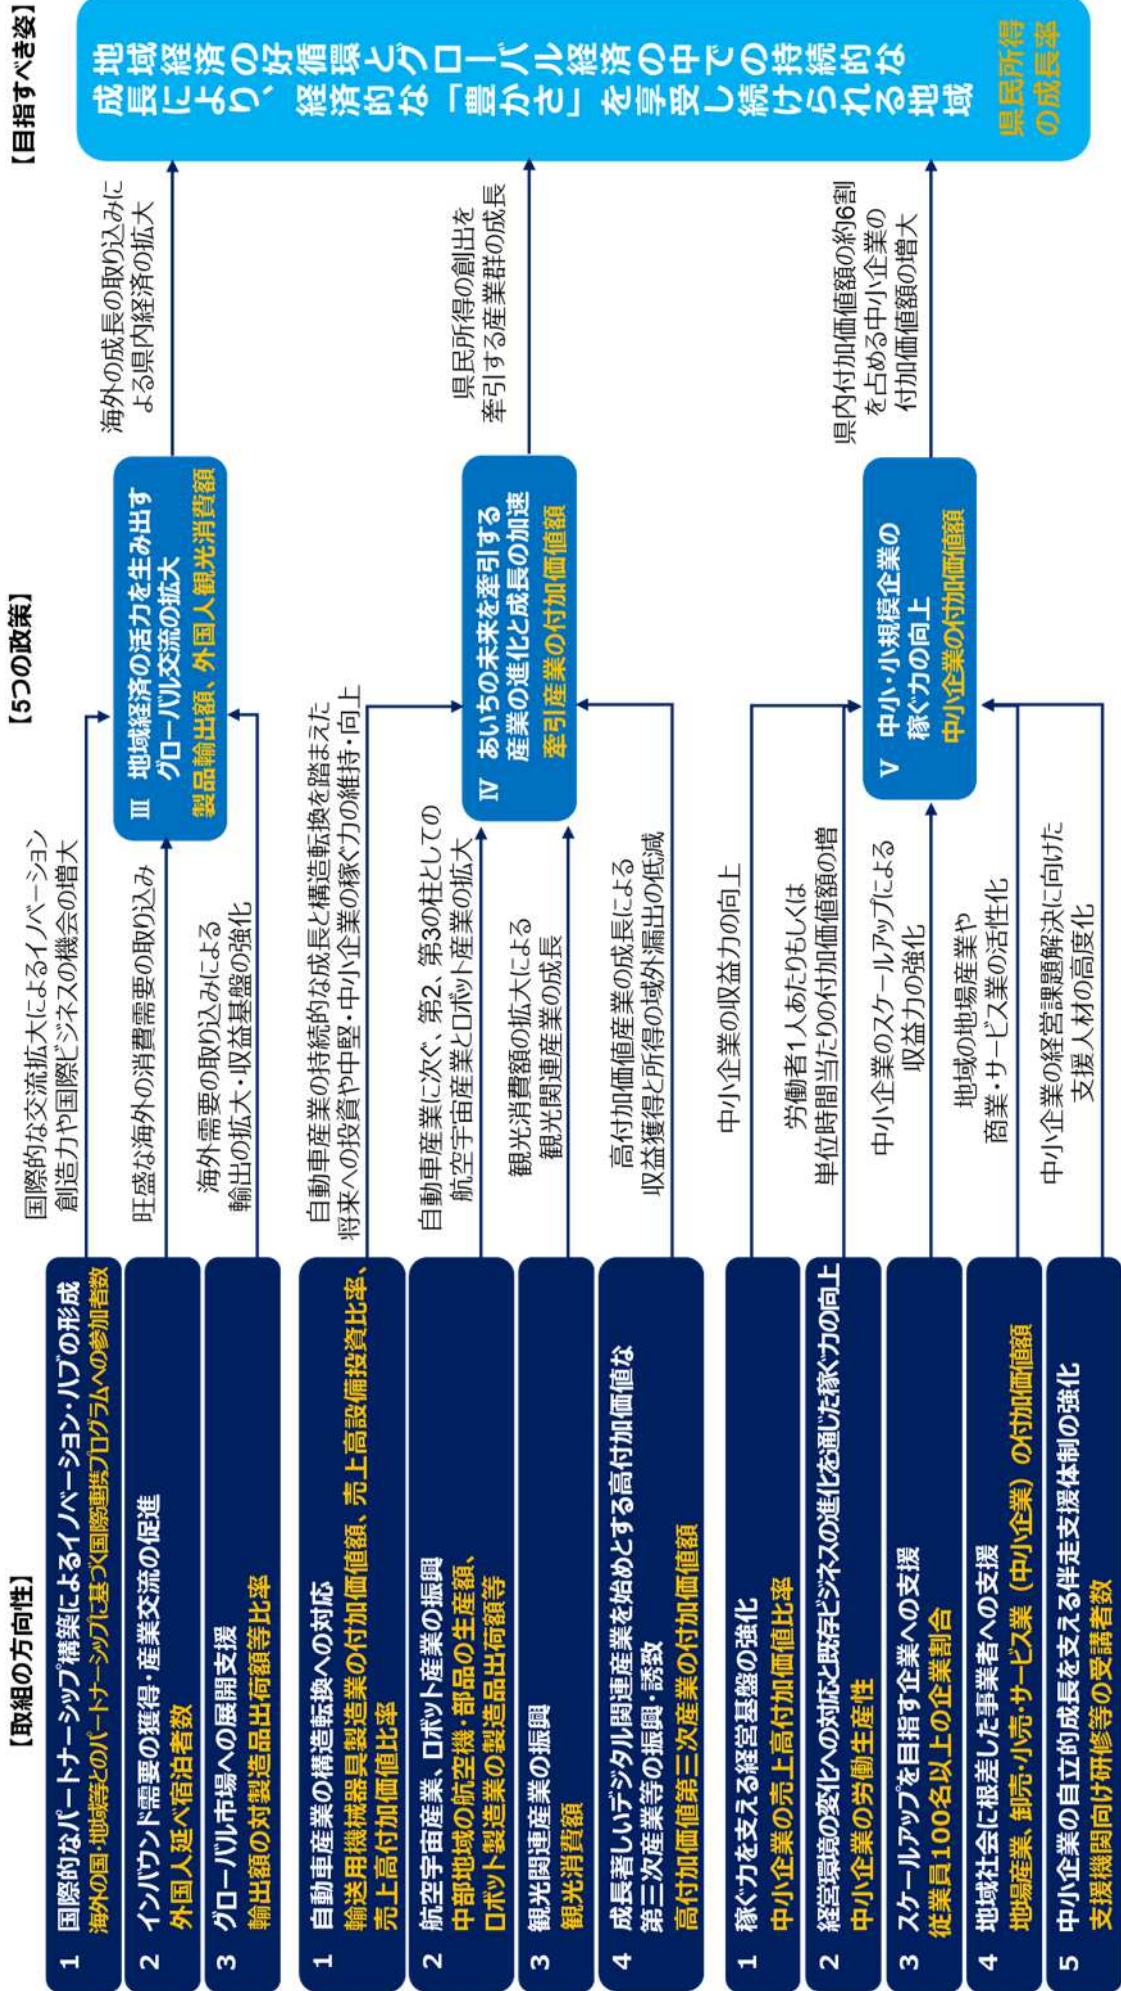 【取組の方向性】
【5つの政策】
【目指すべき姿】
1 国際的なパートナーシップ構築によるイノベーション・ハブの形成
海外の国・地域等とのパートナーシップに基づく国際連携プログラムへの参加者数
国際的な交流拡大によるイノベーション
創造力や国際ビジネスの機会の増大
2 インバウンド需要の獲得・産業交流の促進
外国人延べ宿泊者数
旺盛な海外の消費需要の取り込み
3 グローバル市場への展開支援
輸出額の対製造品出荷額等比率
海外需要の取り込みによる
輸出の拡大・収益基盤の強化
Ⅲ 地域経済の活力を生み出す
グローバル交流の拡大
製品輸出額、外国人観光消費額
海外の成長の取り込みに
よる県内経済の拡大
1 自動車産業の構造転換への対応
輸送用機械器具製造業の付加価値額、売上高設備投資比率、
売上高付加価値比率
自動車産業の持続的な成長と構造転換を踏まえた
将来への投資や中堅・中小企業の稼ぐ力の維持・向上
2 航空宇宙産業、ロボット産業の振興
中部地域の航空機・部品の生産額、
ロボット製造業の製造品出荷額等
自動車産業に次ぐ、第2、第3の柱としての
航空宇宙産業とロボット産業の拡大
3 観光関連産業の振興
観光消費額
観光消費額の拡大による
観光関連産業の成長
4 成長著しいデジタル関連産業を始めとする高付加価値な
第三次産業等の振興・誘致
高付加価値第三次産業の付加価値額
高付加価値産業の成長による
収益獲得と所得の域外漏出の低減
Ⅳ あいちの未来を牽引する
産業の進化と成長の加速
牽引産業の付加価値額
県民所得の創出を
牽引する産業群の成長
1 稼ぐ力を支える経営基盤の強化
中小企業の売上高付加価値比率
中小企業の収益力の向上
2 経営環境の変化への対応と既存ビジネスの進化を通じた稼ぐ力の向上
中小企業の労働生産性
労働者1人あたりもしくは
単位時間当たりの付加価値額の増
3 スケールアップを目指す企業への支援
従業員100名以上の企業割合
中小企業のスケールアップによる
収益力の強化
4 地域社会に根差した事業者への支援
地場産業、卸売・小売・サービス業（中小企業）の付加価値額
地域の地場産業や
商業・サービス業の活性化
5 中小企業の自立的成長を支える伴走支援体制の強化
支援機関向け研修等の受講者数
中小企業の経営課題解決に向けた
支援人材の高度化
Ⅴ 中小・小規模企業の
稼ぐ力の向上
中小企業の付加価値額
県内付加価値額の約6割
を占める中小企業の
付加価値額の増大
地域経済の好循環とグローバル経済の中での持続的な
成長により、経済的な「豊かさ」を享受し続けられる地域
県民所得
の成長率